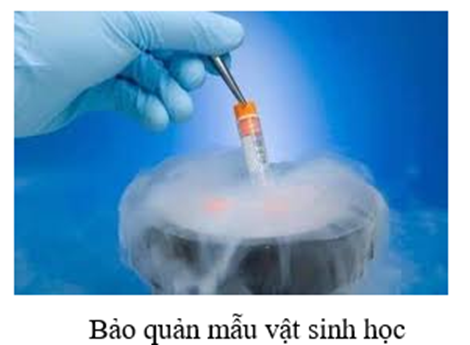 Bảo quản mẫu vật sinh học